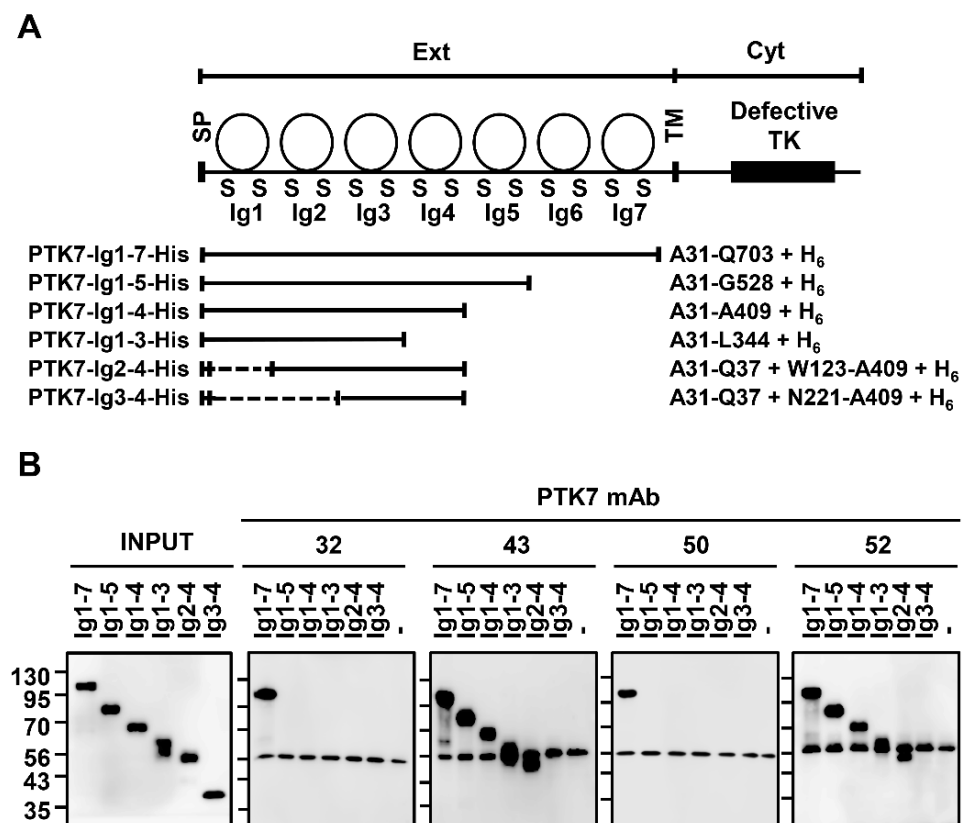 A
Ext Cyt
SP TM Defective
TK
S S S S S S S S S S S S S S
Ig1 Ig2 Ig3 Ig4 Ig5 Ig6 Ig7
PTK7-Ig1-7-His A31-Q703 + H6
PTK7-Ig1-5-His A31-G528 + H6
PTK7-Ig1-4-His A31-A409 + H6
PTK7-Ig1-3-His A31-L344 + H6
PTK7-Ig2-4-His A31-Q37 + W123-A409 + H6
PTK7-Ig3-4-His A31-Q37 + N221-A409 + H6
B
PTK7 mAb
INPUT 32 43 50 52
Ig1-7 Ig1-5 Ig1-4 Ig1-3 Ig2-4 Ig3-4 Ig1-7 Ig1-5 Ig1-4 Ig1-3 Ig2-4 Ig3-4 - Ig1-7 Ig1-5 Ig1-4 Ig1-3 Ig2-4 Ig3-4 - Ig1-7 Ig1-5 Ig1-4 Ig1-3 Ig2-4 Ig3-4 - Ig1-7 Ig1-5 Ig1-4 Ig1-3 Ig2-4 Ig3-4 -
130
95
70
56
43
35